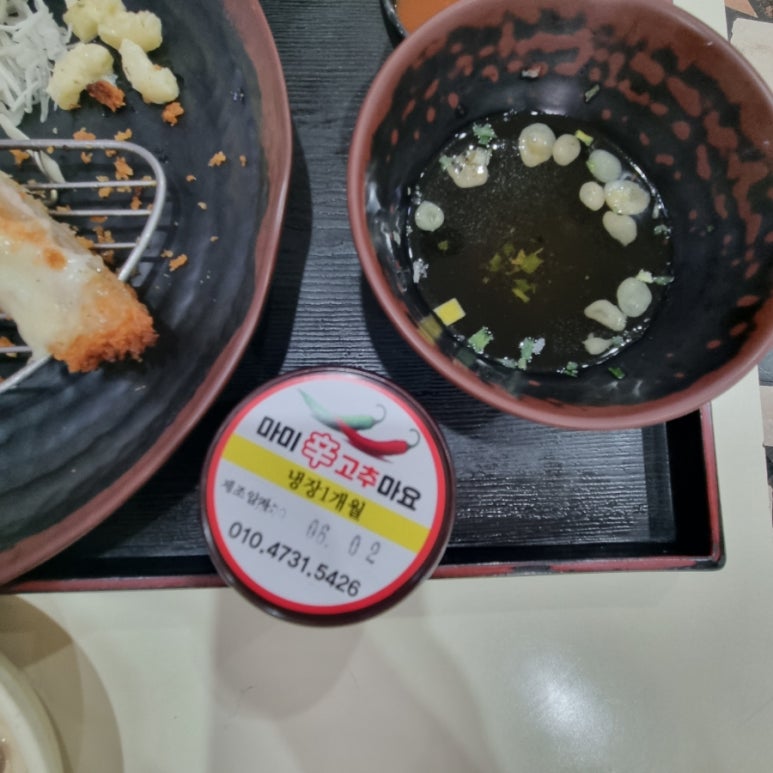 마미 辛 고추마요
냉장1개월
제조일자
06. 02
010.4731.5426